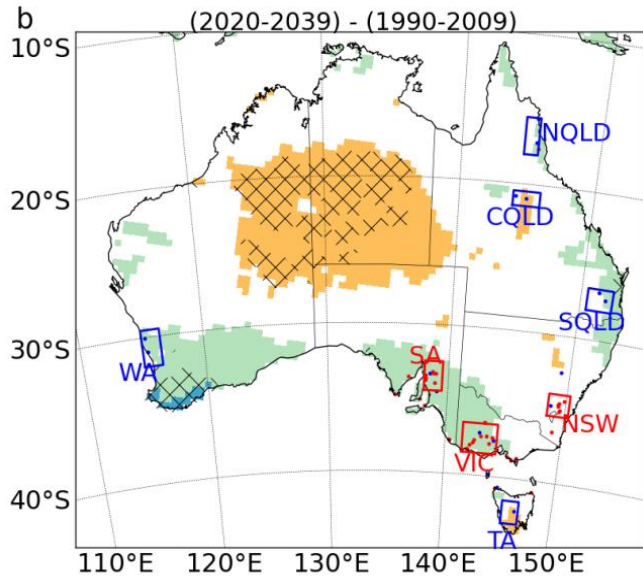 b
(2020-2039) - (1990-2009)
10°S
NQLD
20°S
CQLD
SQLD
30°S
WA
SA
NSW
VIC
40°S
TA
110°E 120°E 130°E 140°E 150°E